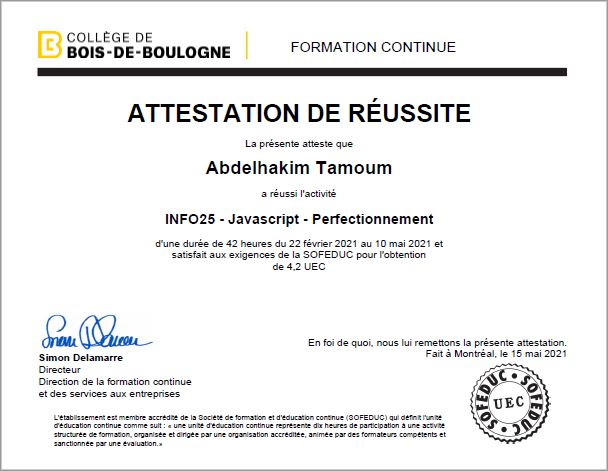 COLLÈGE DE
BOIS-DE-BOULOGNE
FORMATION CONTINUE
ATTESTATION DE RÉUSSITE
La présente atteste que
Abdelhakim Tamoum
a réussi l'activité
INFO25 - Javascript - Perfectionnement
d'une durée de 42 heures du 22 février 2021 au 10 mai 2021 et
satisfait aux exigences de la SOFEDUC pour l'obtention
de 4,2 UEC
Simon Delamarre
Directeur
Direction de la formation continue
et des services aux entreprises
En foi de quoi, nous lui remettons la présente attestation.
Fait à Montréal, le 15 mai 2021
SOFEDUC • SOFEDUC •
UEC
L'établissement est membre accrédité de la Société de formation et d'éducation continue (SOFEDUC) qui définit l'unité
d'éducation continue comme suit : « une unité d'éducation continue représente dix heures de participation à une activité
structurée de formation, organisée et dirigée par une organisation accréditée, animée par des formateurs compétents et
sanctionnée par une évaluation.»